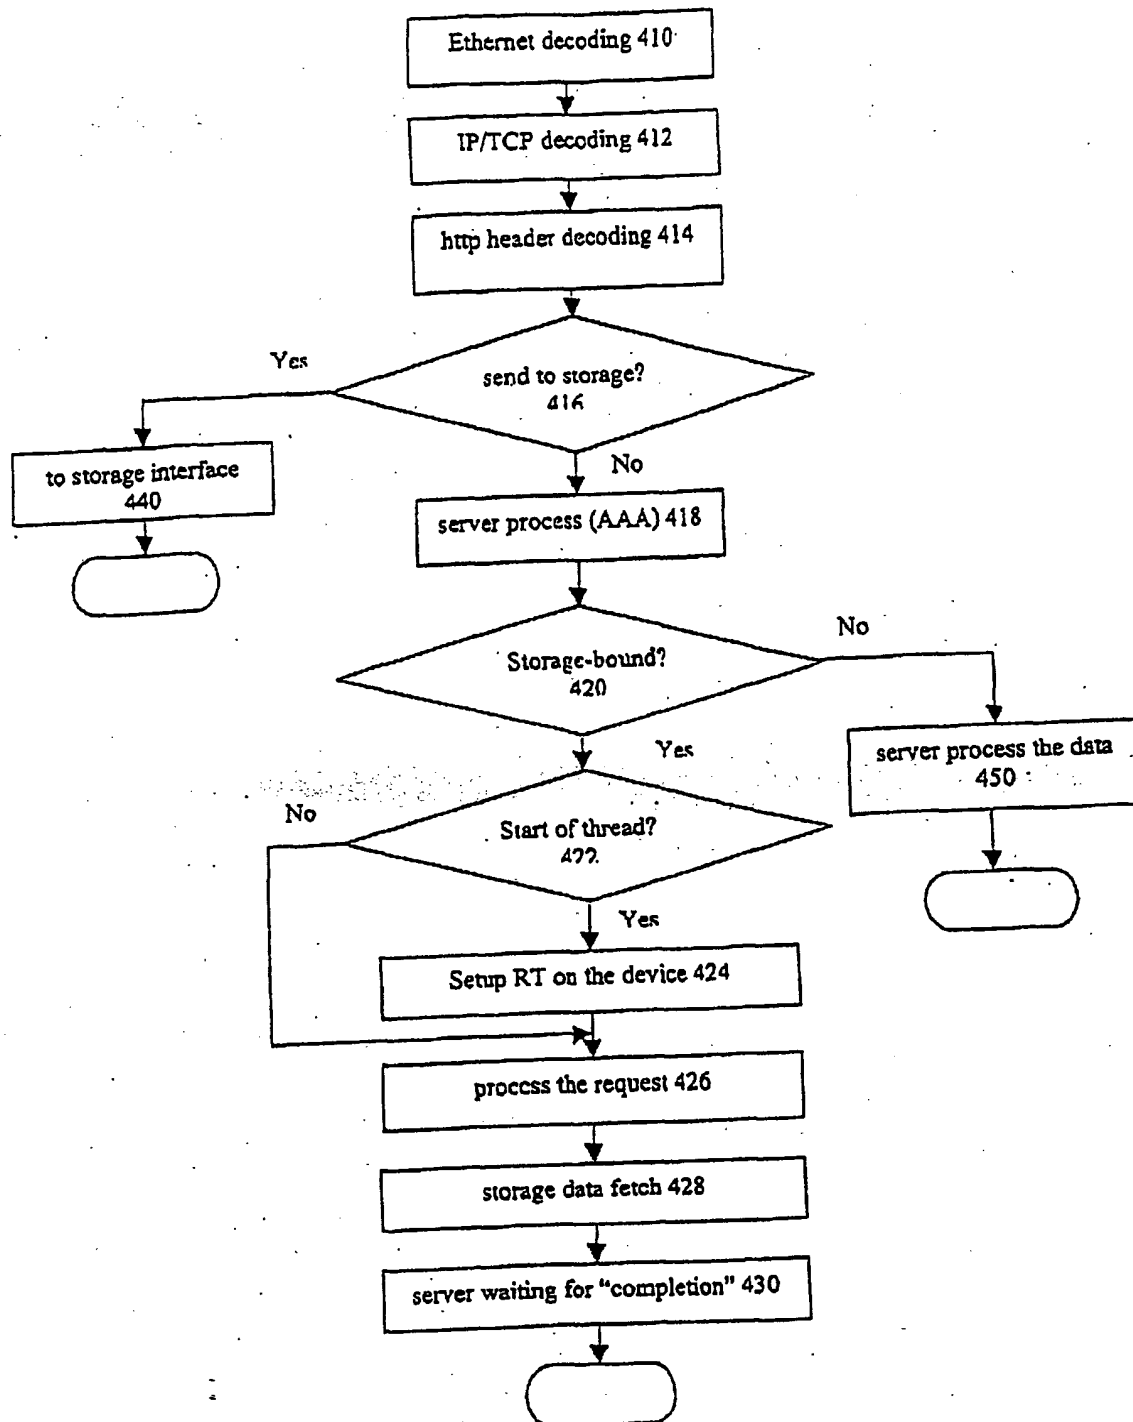 Ethernet decoding 410
IP/TCP decoding 412
http header decoding 414
Yes
send to storage?
416
No
to storage interface
440
server process (AAA) 418
No
Storage-bound?
420
Yes
server process the data
450
No
Start of thread?
422
Yes
Setup RT on the device 424
process the request 426
storage data fetch 428
server waiting for “completion” 430